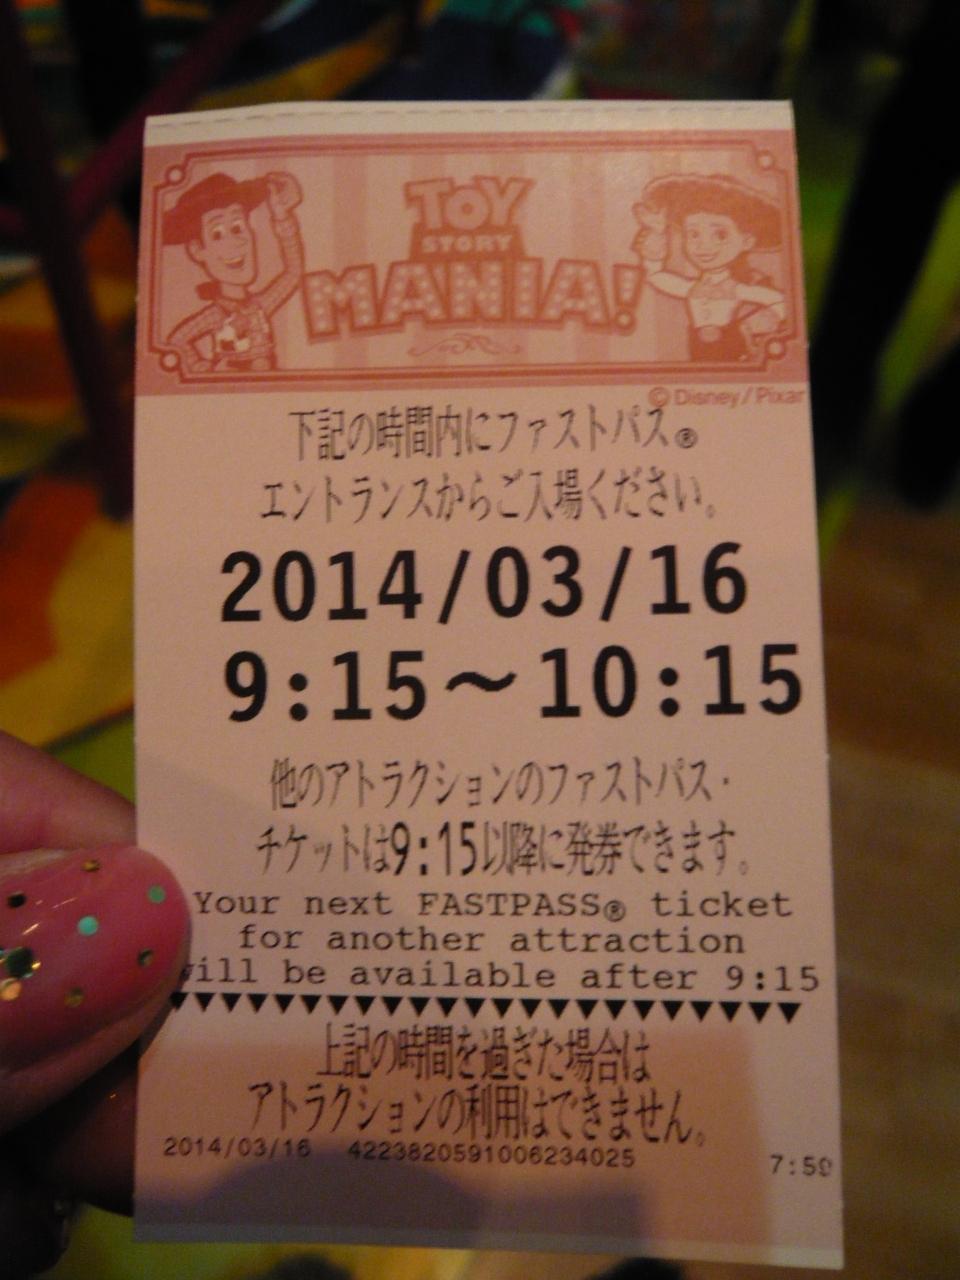 TOY
STORY
MANIA!
©Disney/Pixar
下記の時間内にファストパス®
エントランスからご入場ください。
2014/03/16
9:15～10:15
他のアトラクションのファストパス・
チケットは9:15以降に発券できます。
Your next FASTPASS® ticket
for another attraction
will be available after 9:15
上記の時間を過ぎた場合は
アトラクションの利用はできません。
2014/03/16 4223820591006234025 7:59